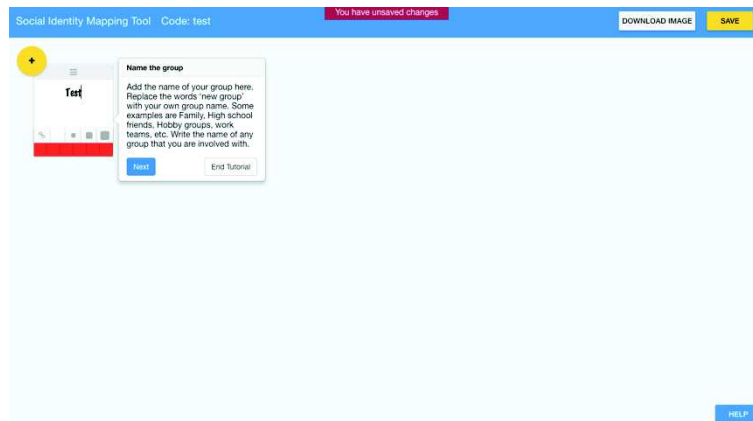 You have unsaved changes
Social Identity Mapping Tool Code: test
DOWNLOAD IMAGE
SAVE
+
Test
Name the group
Add the name of your group here.
Replace the words 'new group'
with your own group name. Some
examples are Family, High school
friends, Hobby groups, work
teams, etc. Write the name of any
group that you are involved with.
Next
End Tutorial
HELP